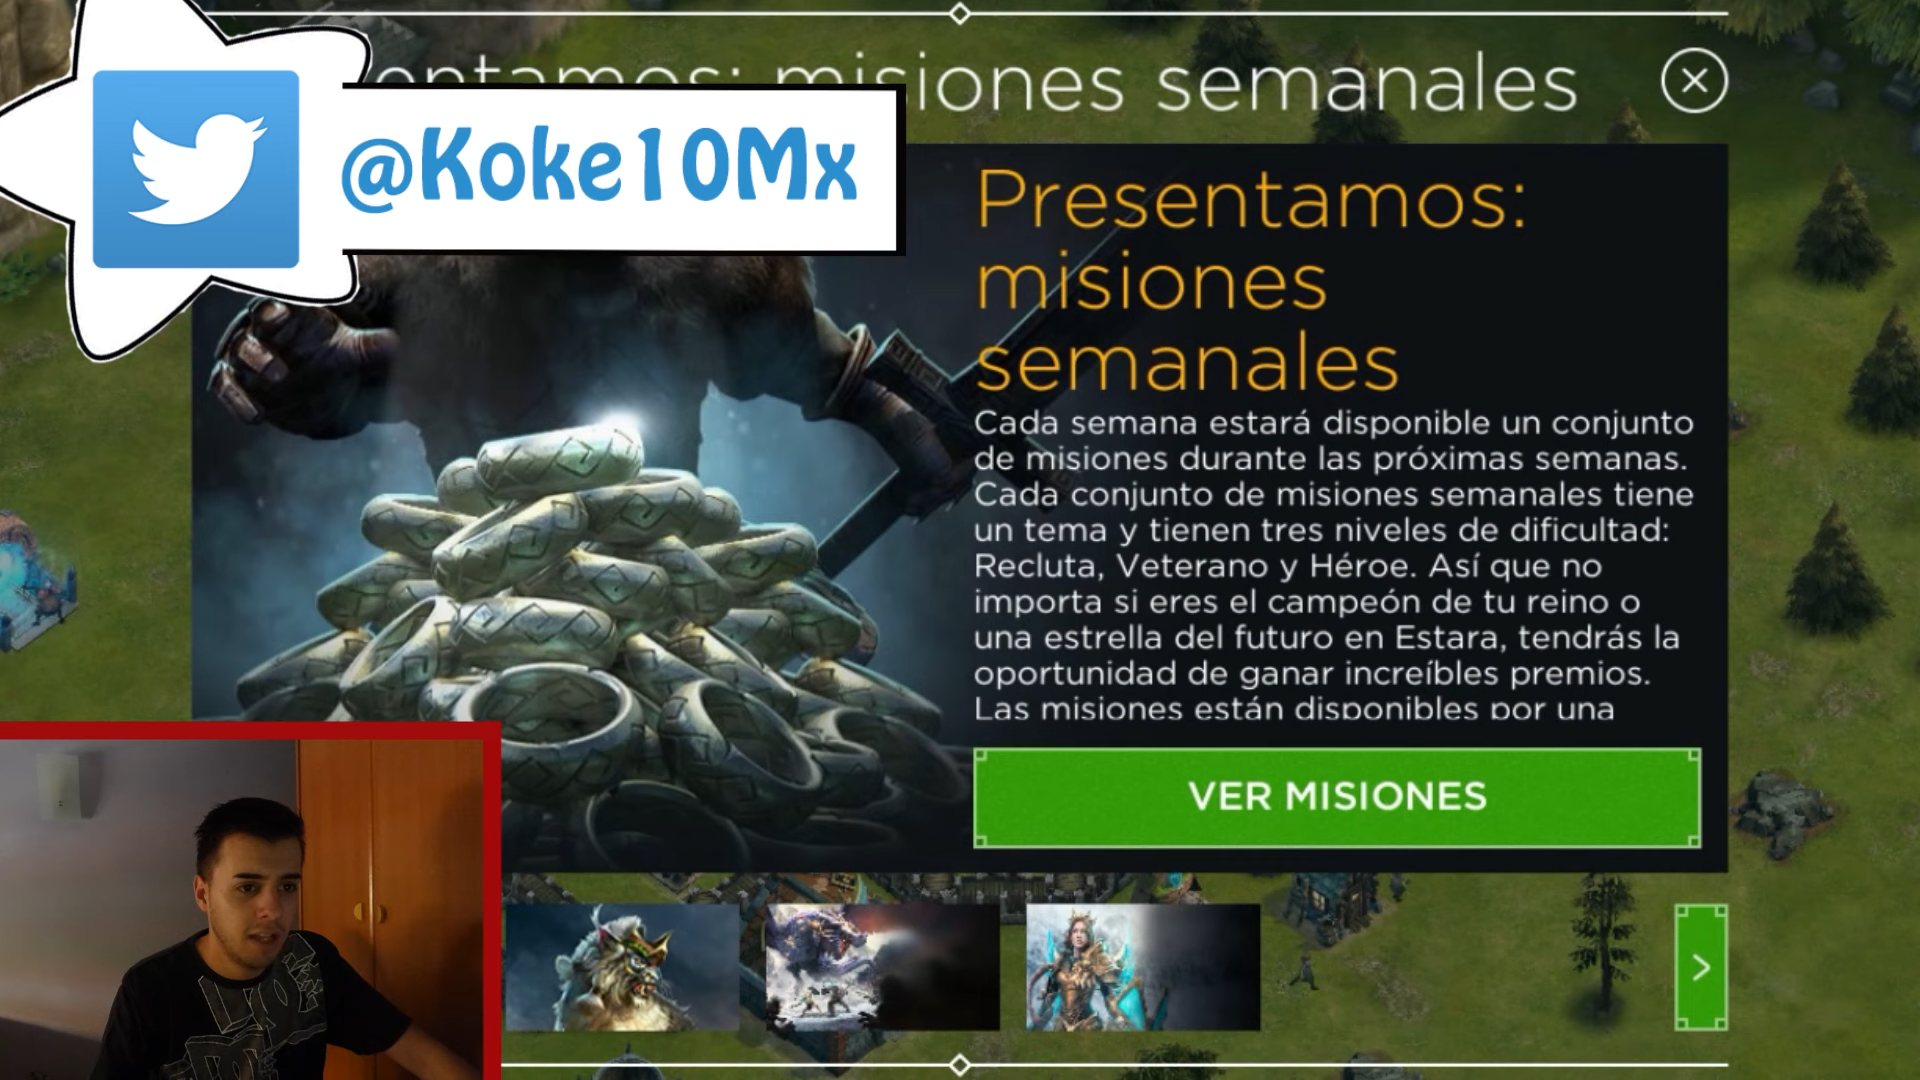 misiones semanales
@Koke10Mx
Presentamos:
misiones
semanales
Cada semana estará disponible un conjunto
de misiones durante las próximas semanas.
Cada conjunto de misiones semanales tiene
un tema y tienen tres niveles de dificultad:
Recluta, Veterano y Héroe. Así que no
importa si eres el campeón de tu reino o
una estrella del futuro en Estara, tendrás la
oportunidad de ganar increíbles premios.
Las misiones están disponibles por una
VER MISIONES